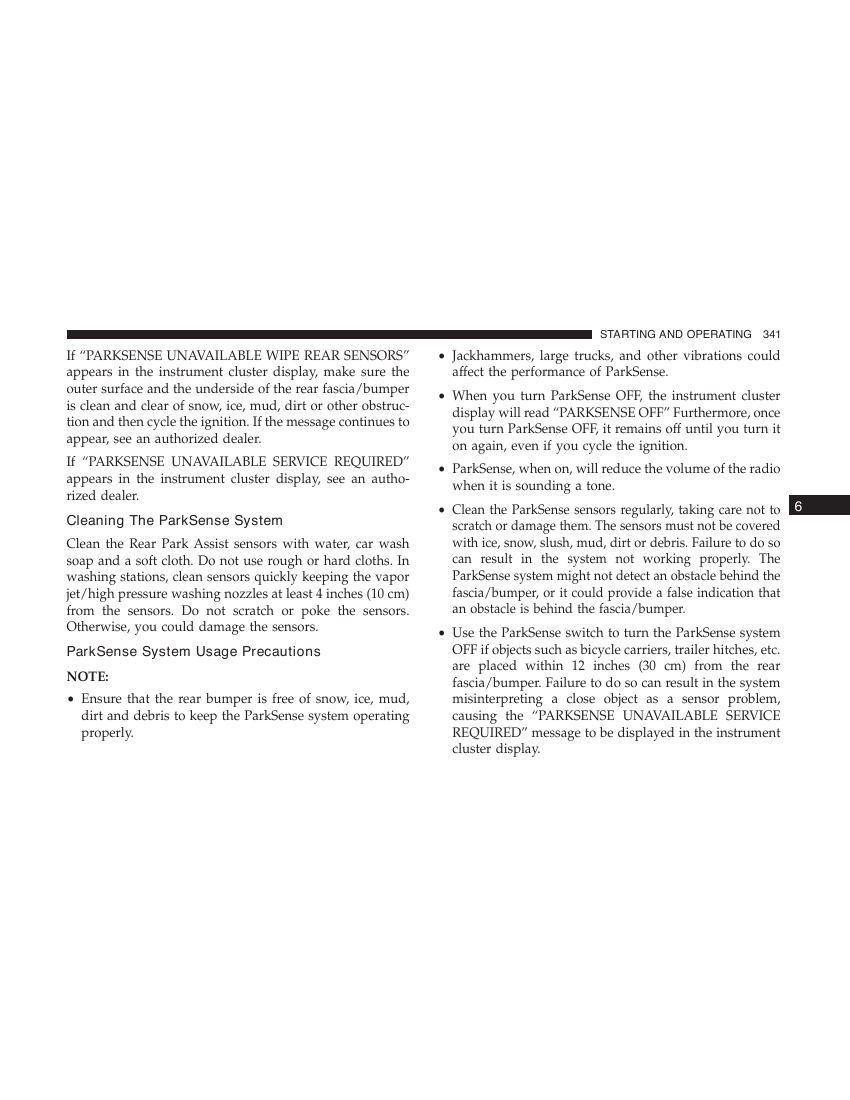 STARTING AND OPERATING 341
If “PARKSENSE UNAVAILABLE WIPE REAR SENSORS”
appears in the instrument cluster display, make sure the
outer surface and the underside of the rear fascia/bumper
is clean and clear of snow, ice, mud, dirt or other obstruc-
tion and then cycle the ignition. If the message continues to
appear, see an authorized dealer.
If “PARKSENSE UNAVAILABLE SERVICE REQUIRED”
appears in the instrument cluster display, see an autho-
rized dealer.
Cleaning The ParkSense System
Clean the Rear Park Assist sensors with water, car wash
soap and a soft cloth. Do not use rough or hard cloths. In
washing stations, clean sensors quickly keeping the vapor
jet/high pressure washing nozzles at least 4 inches (10 cm)
from the sensors. Do not scratch or poke the sensors.
Otherwise, you could damage the sensors.
ParkSense System Usage Precautions
NOTE:
• Ensure that the rear bumper is free of snow, ice, mud,
dirt and debris to keep the ParkSense system operating
properly.
• Jackhammers, large trucks, and other vibrations could
affect the performance of ParkSense.
• When you turn ParkSense OFF, the instrument cluster
display will read “PARKSENSE OFF” Furthermore, once
you turn ParkSense OFF, it remains off until you turn it
on again, even if you cycle the ignition.
• ParkSense, when on, will reduce the volume of the radio
when it is sounding a tone.
• Clean the ParkSense sensors regularly, taking care not to
scratch or damage them. The sensors must not be covered
with ice, snow, slush, mud, dirt or debris. Failure to do so
can result in the system not working properly. The
ParkSense system might not detect an obstacle behind the
fascia/bumper, or it could provide a false indication that
an obstacle is behind the fascia/bumper.
• Use the ParkSense switch to turn the ParkSense system
OFF if objects such as bicycle carriers, trailer hitches, etc.
are placed within 12 inches (30 cm) from the rear
fascia/bumper. Failure to do so can result in the system
misinterpreting a close object as a sensor problem,
causing the “PARKSENSE UNAVAILABLE SERVICE
REQUIRED” message to be displayed in the instrument
cluster display.
6